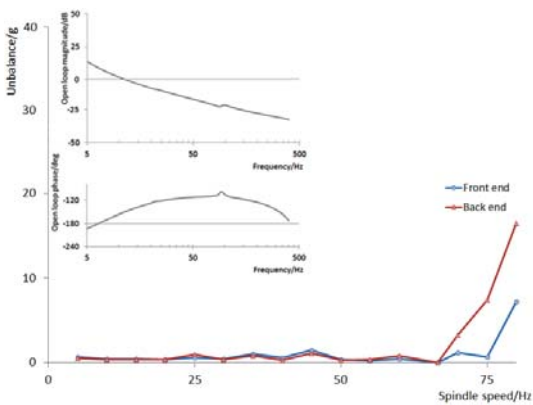 Unbalance/g
40
30
20
10
0
0
25
50
75
Spindle speed/Hz
Open loop magnitude/dB
50
25
0
-25
-50
5
50
500
Frequency/Hz
Open loop phase/deg
-120
-180
-240
5
50
500
Frequency/Hz
Front end
Back end